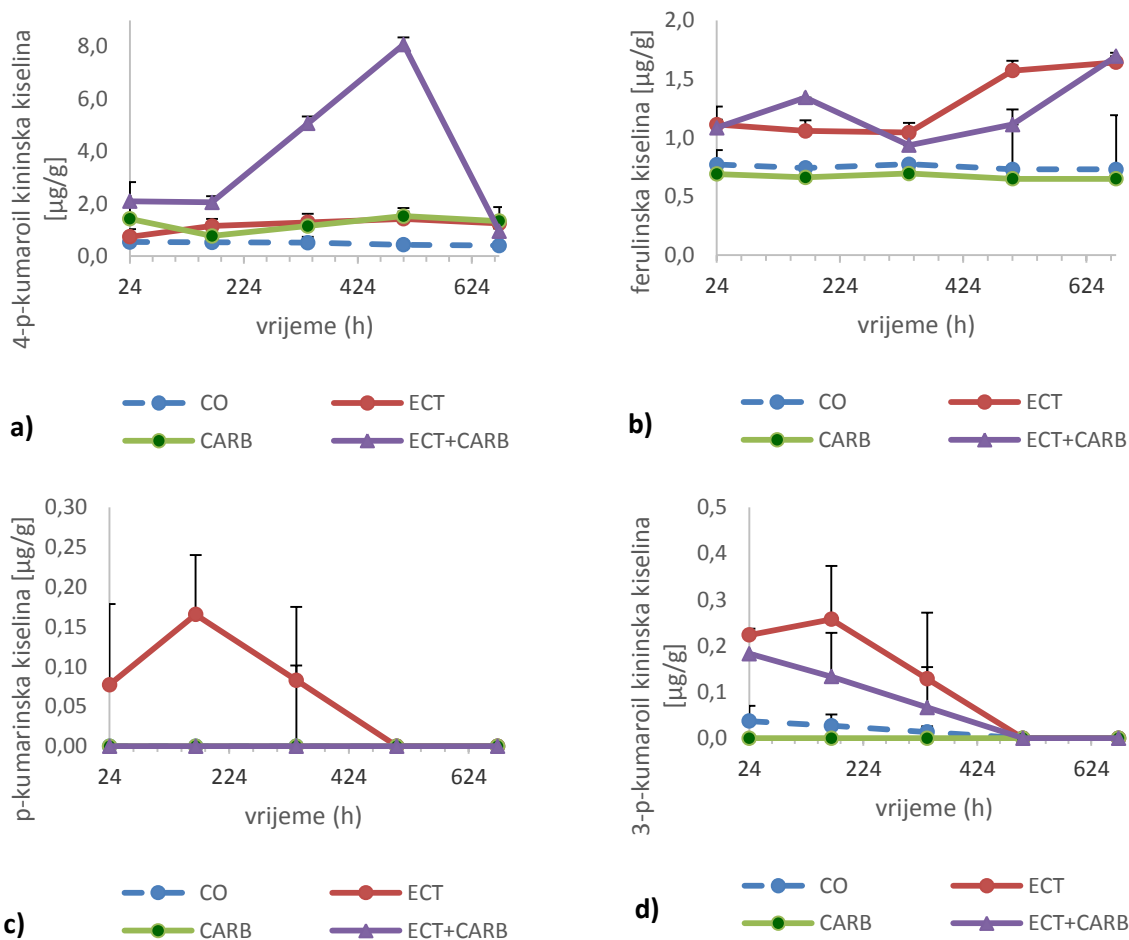 4-p-kumaroil kininska kiselina
[µg/g]
8,0
6,0
4,0
2,0
0,0
24
224
424
624
vrijeme (h)
CO
ECT
CARB
ECT+CARB
a)
ferulinska kiselina [µg/g]
2,0
1,5
1,0
0,5
0,0
24
224
424
624
vrijeme (h)
CO
ECT
CARB
ECT+CARB
b)
p-kumarinska kiselina [µg/g]
0,30
0,25
0,20
0,15
0,10
0,05
0,00
24
224
424
624
vrijeme (h)
CO
ECT
CARB
ECT+CARB
c)
3-p-kumaroil kininska kiselina
[µg/g]
0,5
0,4
0,3
0,2
0,1
0,0
24
224
424
624
vrijeme (h)
CO
ECT
CARB
ECT+CARB
d)